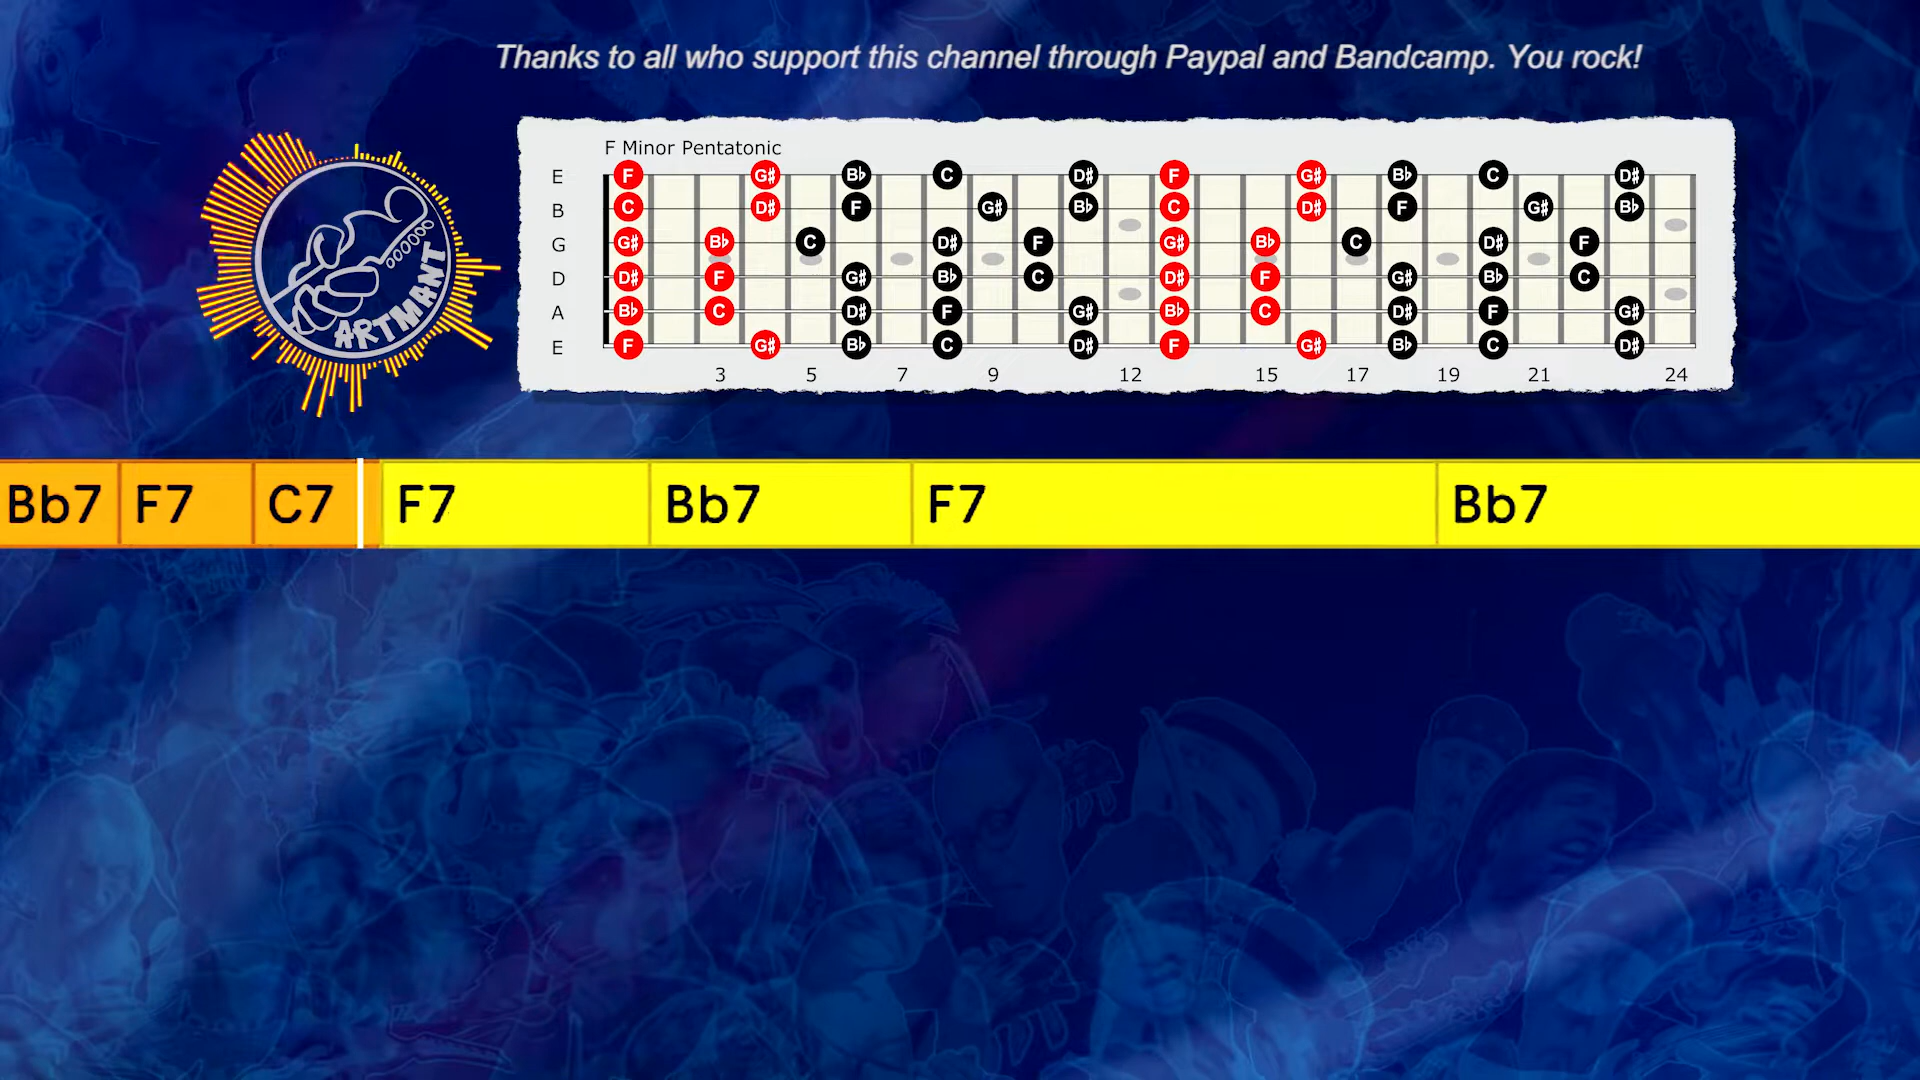 Thanks to all who support this channel through Paypal and Bandcamp. You rock!
F Minor Pentatonic
E F G# B♭ C D# F G# B♭ C D#
B C D# F G# B♭ C D# F G# B♭
G G# B♭ C D# F G# B♭ C D# F
D D# F G# B♭ C D# F G# B♭ C
A B♭ C D# F G# B♭ C D# F G#
E F G# B♭ C D# F G# B♭ C D#
3 5 7 9 12 15 17 19 21 24
ARTMANT
Bb7 F7 C7 F7 Bb7 F7 Bb7